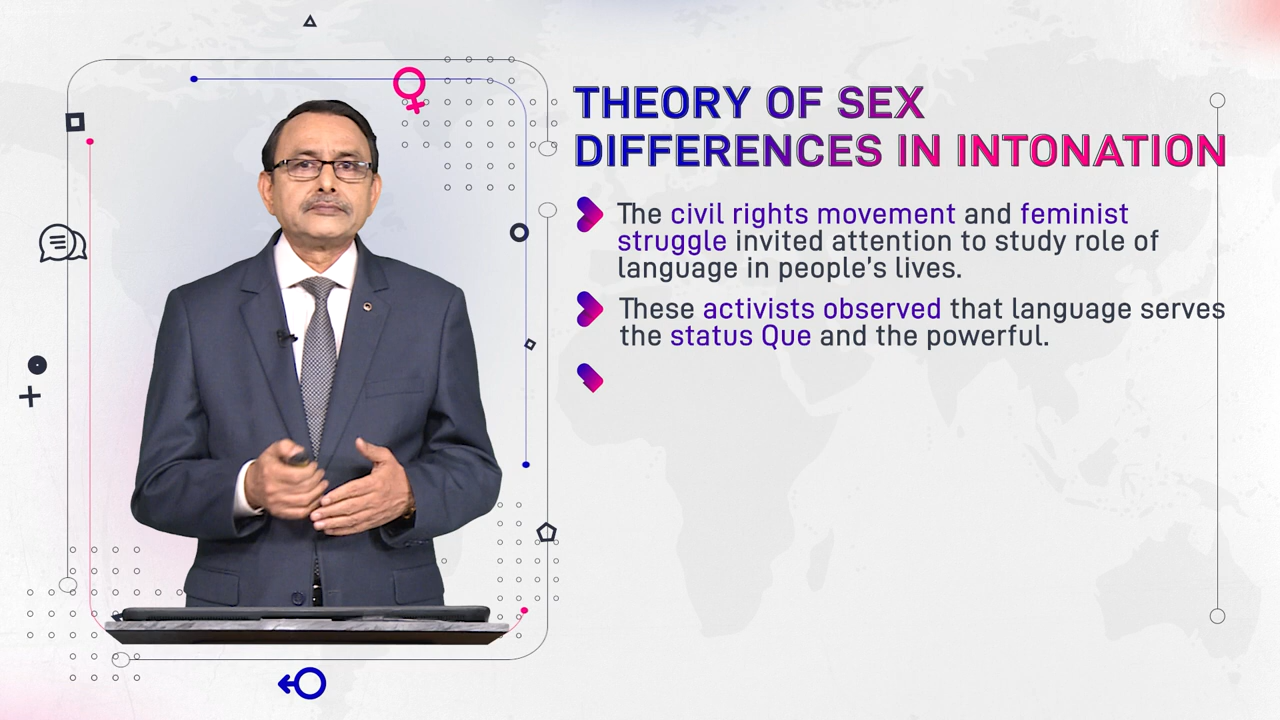 THEORY OF SEX
DIFFERENCES IN INTONATION
The civil rights movement and feminist
struggle invited attention to study role of
language in people's lives.
These activists observed that language serves
the status Que and the powerful.